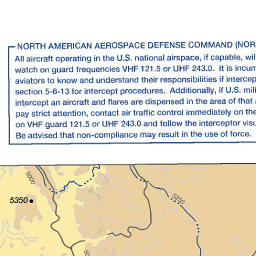 NORTH AMERICAN AEROSPACE DEFENSE COMMAND (NOR
All aircraft operating in the U.S. national airspace, if capable, wil
watch on guard frequencies VHF 121.5 or UHF 243.0. It is incum
aviators to know and understand their responsibilities if intercep
section 5-6-13 for intercept procedures. Additionally, if U.S. mili
intercept an aircraft and flares are dispensed in the area of that a
pay strict attention, contact air traffic control immediately on the
on VHF guard 121.5 or UHF 243.0 and follow the interceptor visu
Be advised that non-compliance may result in the use of force.
5000
5000
5350